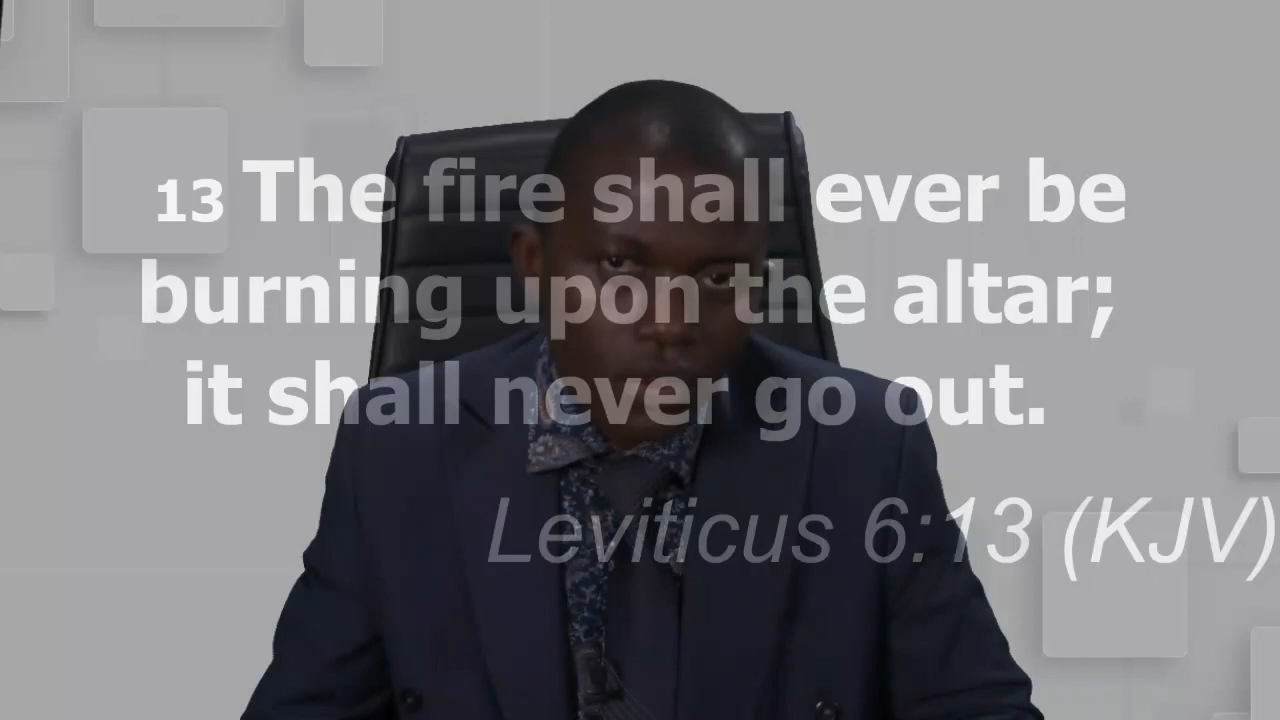 13 The fire shall ever be
burning upon the altar;
it shall never go out.
Leviticus 6:13 (KJV)